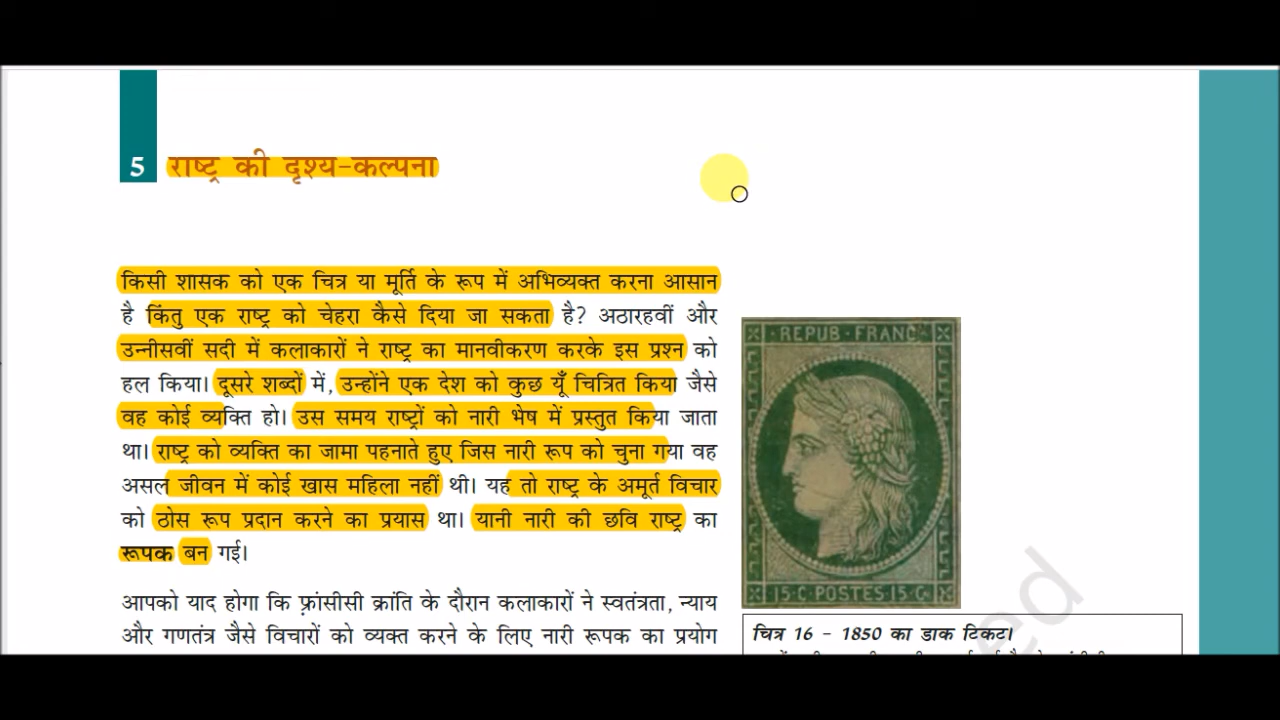 5 राष्ट्र की दृश्य-कल्पना
किसी शासक को एक चित्र या मूर्ति के रूप में अभिव्यक्त करना आसान
है किंतु एक राष्ट्र को चेहरा कैसे दिया जा सकता है? अठारहवीं और
उन्नीसवीं सदी में कलाकारों ने राष्ट्र का मानवीकरण करके इस प्रश्न को
हल किया। दूसरे शब्दों में, उन्होंने एक देश को कुछ यूँ चित्रित किया जैसे
वह कोई व्यक्ति हो। उस समय राष्ट्रों को नारी भेष में प्रस्तुत किया जाता
था। राष्ट्र को व्यक्ति का जामा पहनाते हुए जिस नारी रूप को चुना गया वह
असल जीवन में कोई खास महिला नहीं थी। यह तो राष्ट्र के अमूर्त विचार
को ठोस रूप प्रदान करने का प्रयास था। यानी नारी की छवि राष्ट्र का
रूपक बन गई।
आपको याद होगा कि फ़्रांसीसी क्रांति के दौरान कलाकारों ने स्वतंत्रता, न्याय
और गणतंत्र जैसे विचारों को व्यक्त करने के लिए नारी रूपक का प्रयोग
REPUB·FRANC
15·C·POSTES·15·C·
चित्र 16 - 1850 का डाक टिकट।